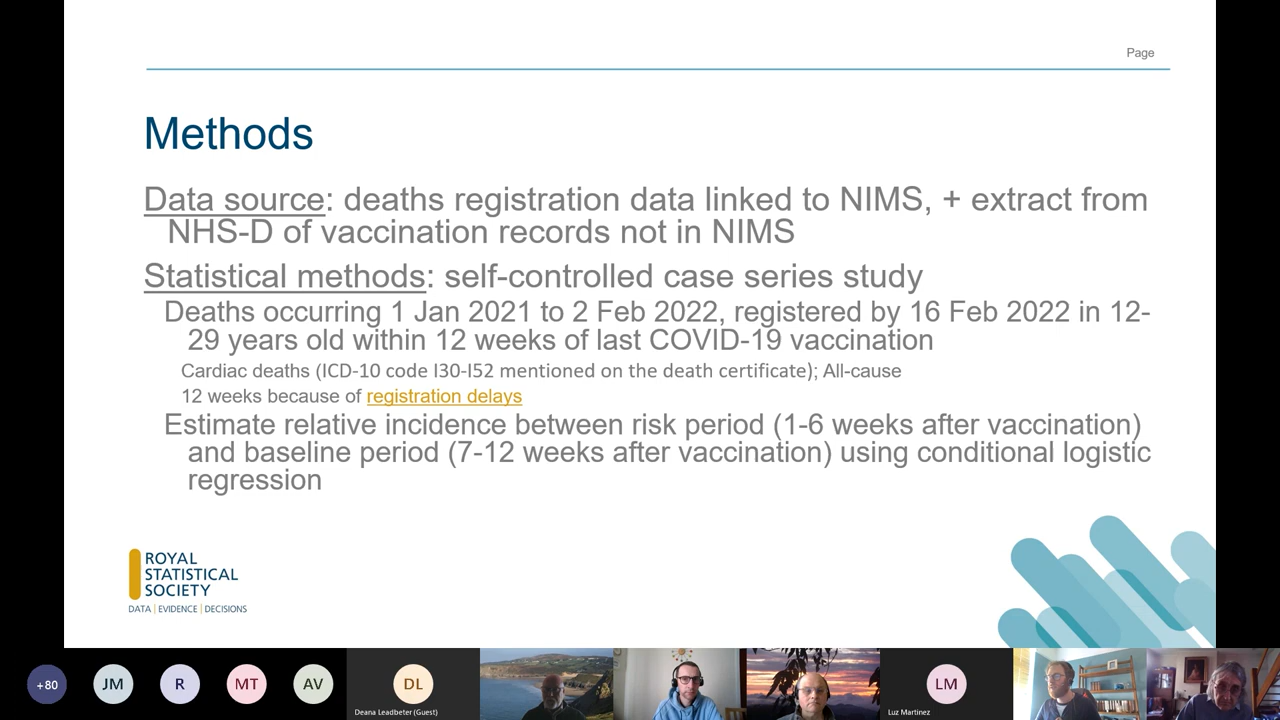 Page
Methods
Data source: deaths registration data linked to NIMS, + extract from
NHS-D of vaccination records not in NIMS
Statistical methods: self-controlled case series study
Deaths occurring 1 Jan 2021 to 2 Feb 2022, registered by 16 Feb 2022 in 12-
29 years old within 12 weeks of last COVID-19 vaccination
Cardiac deaths (ICD-10 code I30-I52 mentioned on the death certificate); All-cause
12 weeks because of registration delays
Estimate relative incidence between risk period (1-6 weeks after vaccination)
and baseline period (7-12 weeks after vaccination) using conditional logistic
regression
ROYAL
STATISTICAL
SOCIETY
DATA | EVIDENCE | DECISIONS
+80
JM
R
MT
AV
DL
Deana Leadbeter (Guest)
LM
Luz Martinez